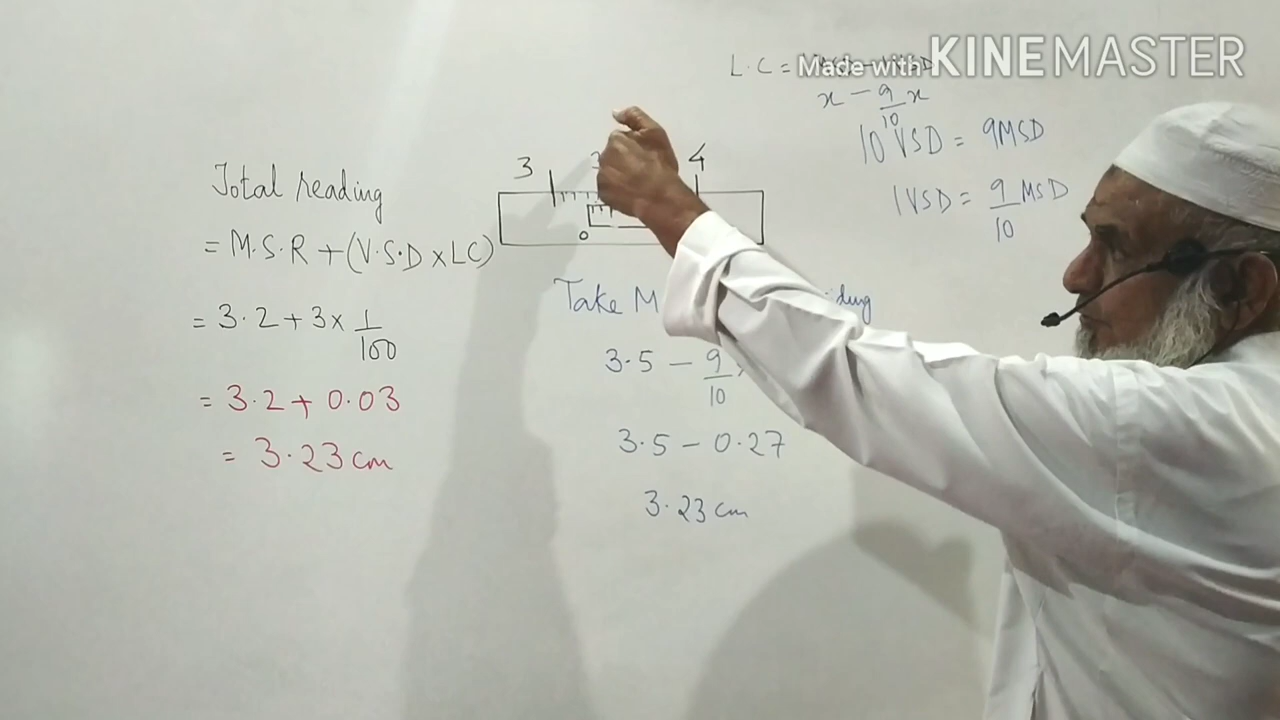 Made with KINEMASTER
L.C =
x - 9/10 x
10 VSD = 9 MSD
1 VSD = 9/10 MSD
3 4
0
Total reading
= M.S.R + (V.S.D x LC)
= 3.2 + 3 x 1/100
= 3.2 + 0.03
= 3.23 cm
Take M
3.5 - 9/10
3.5 - 0.27
3.23 cm